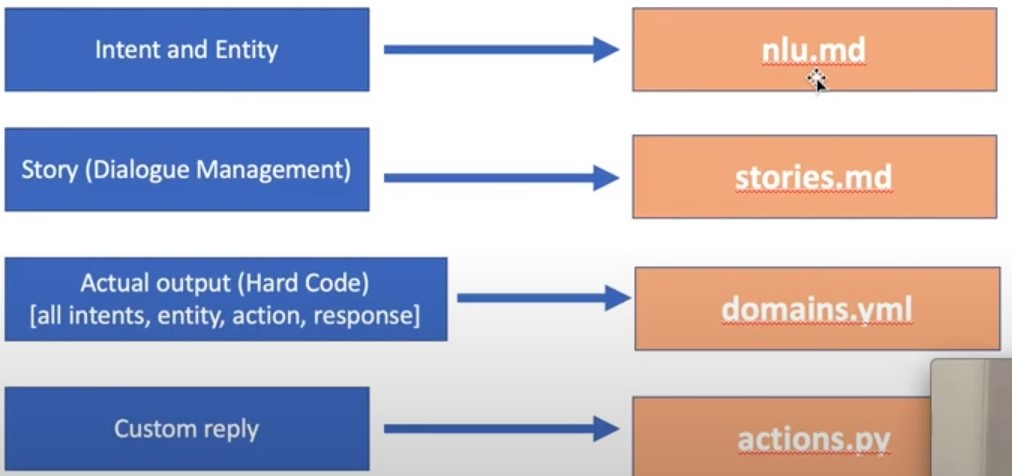 Intent and Entity
nlu.md
Story (Dialogue Management)
stories.md
Actual output (Hard Code)
[all intents, entity, action, response]
domains.yml
Custom reply
actions.py